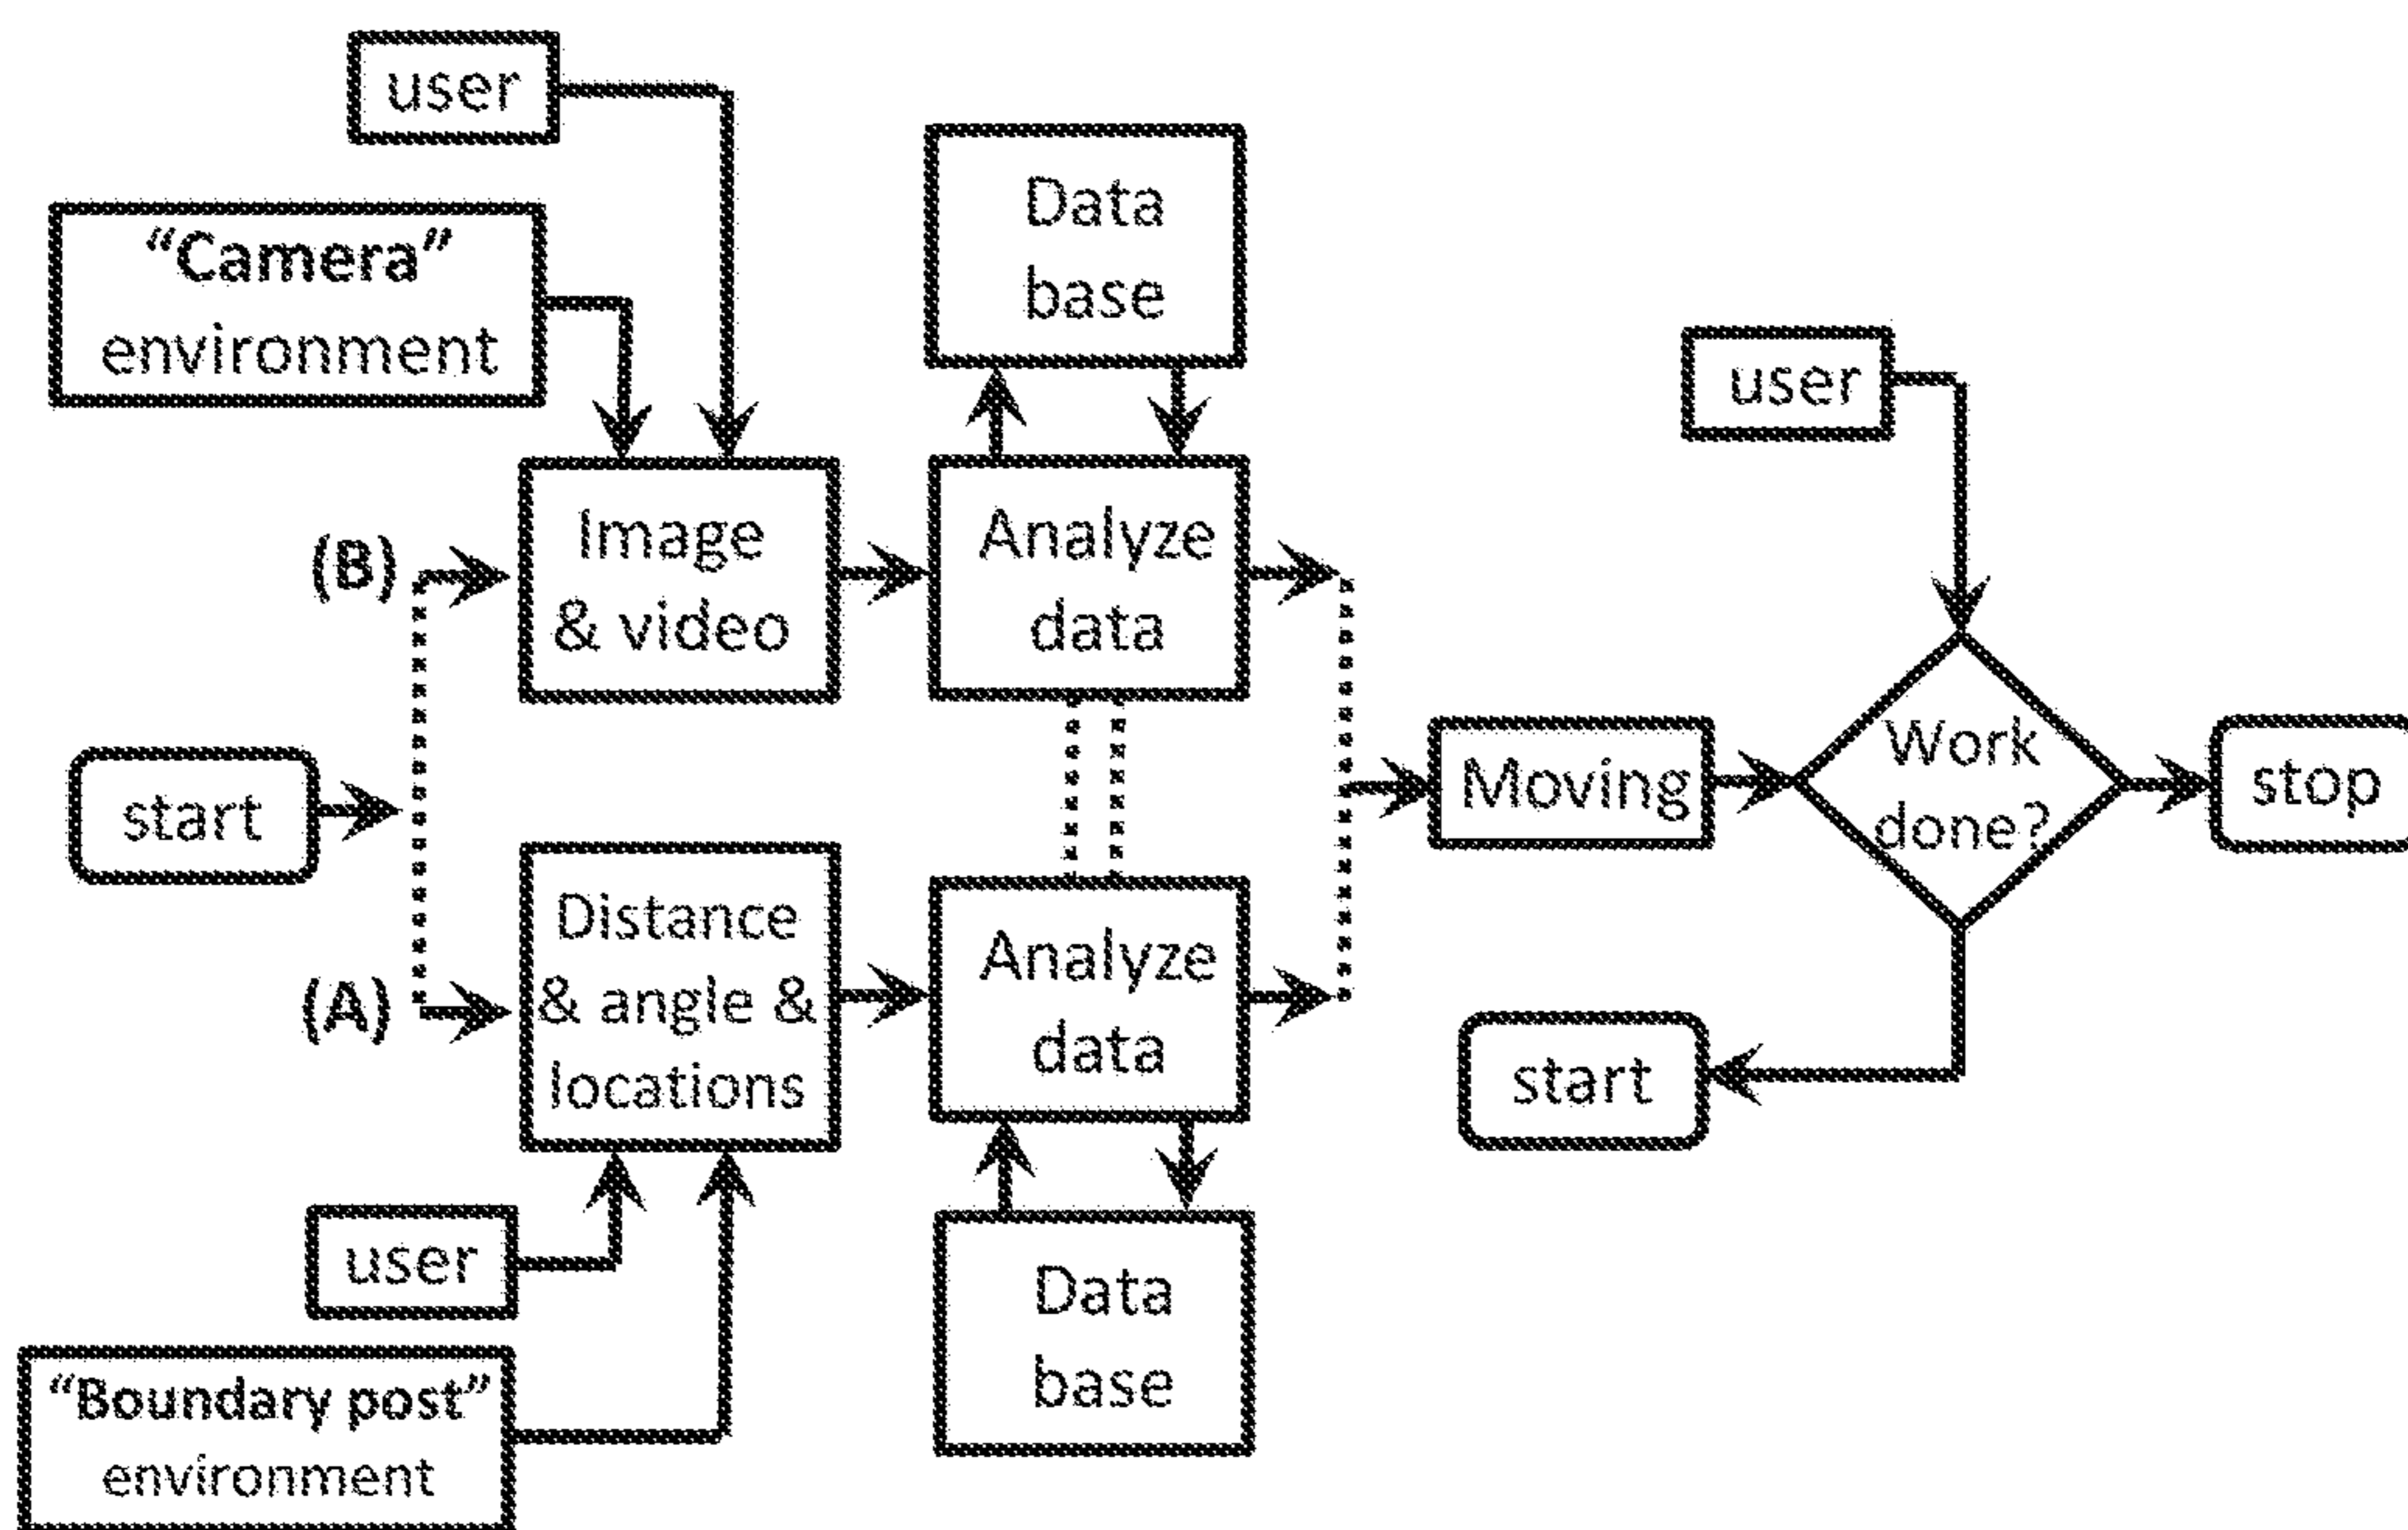 user
“Camera”
environment
Data
base
user
(B)
Image
& video
Analyze
data
start
Moving
Work
done?
stop
(A)
Distance
& angle &
locations
Analyze
data
start
user
“Boundary post”
environment
Data
base